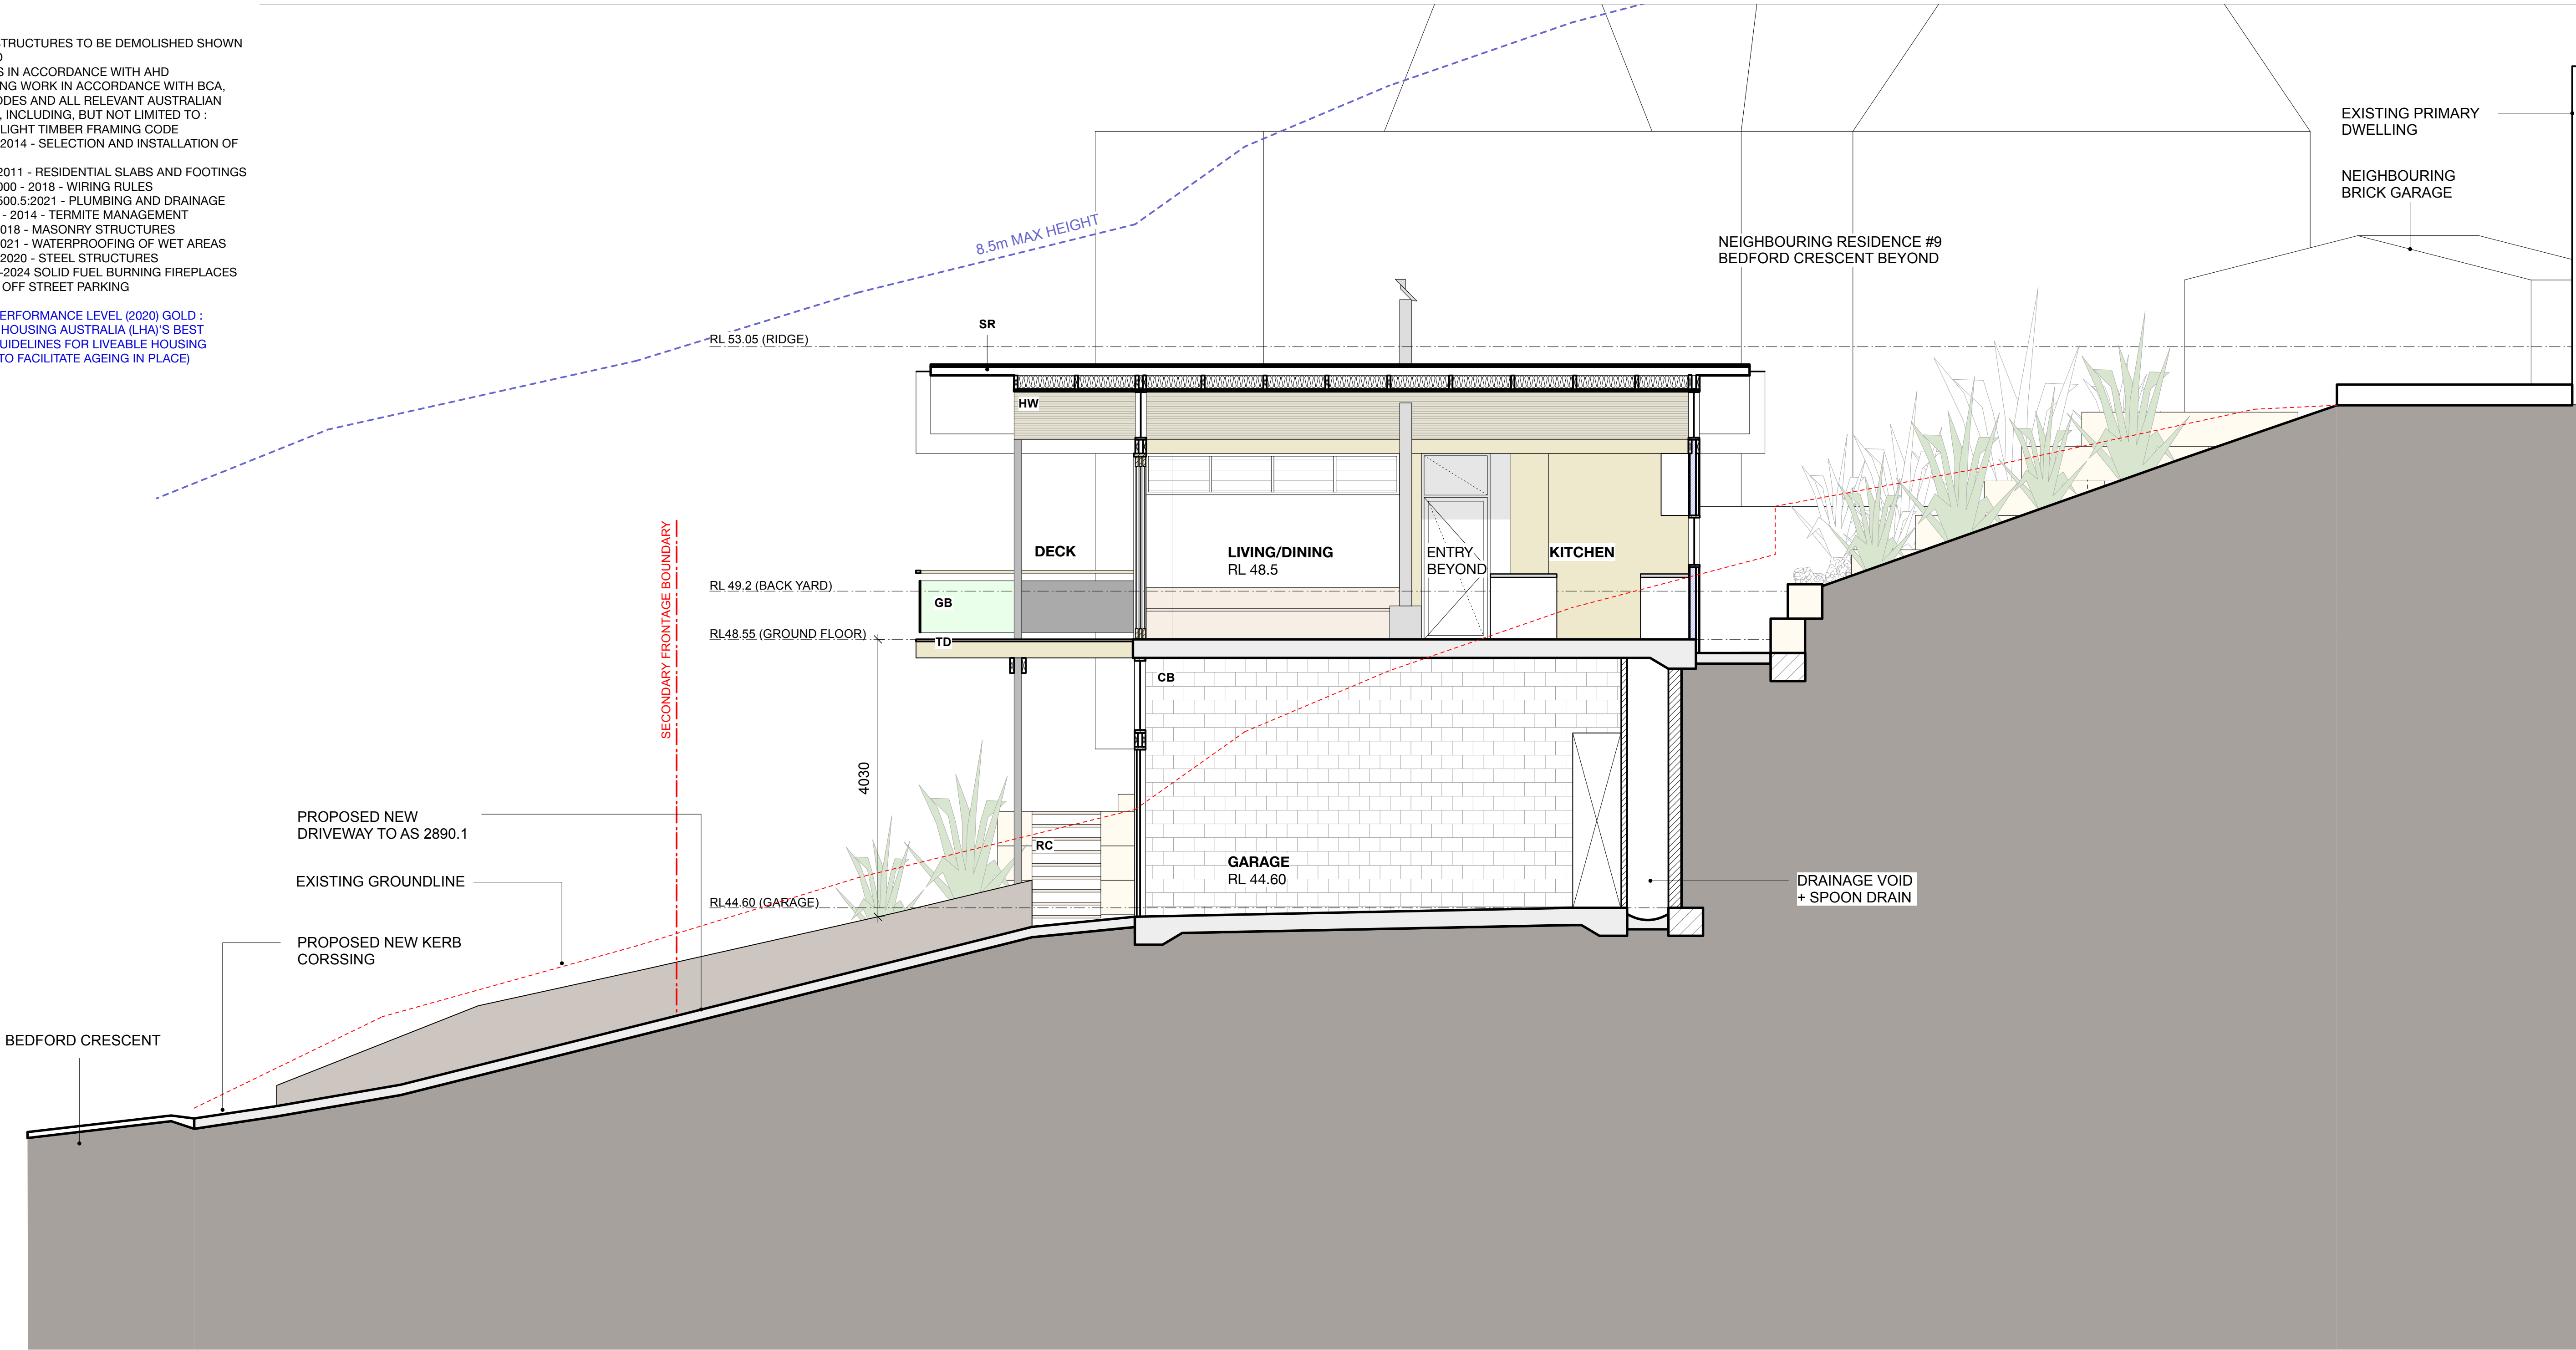 STRUCTURES TO BE DEMOLISHED SHOWN
IN ACCORDANCE WITH AHD
WORK IN ACCORDANCE WITH BCA,
AND ALL RELEVANT AUSTRALIAN
, INCLUDING, BUT NOT LIMITED TO :
LIGHT TIMBER FRAMING CODE
2014 - SELECTION AND INSTALLATION OF
2011 - RESIDENTIAL SLABS AND FOOTINGS
000 - 2018 - WIRING RULES
500.5:2021 - PLUMBING AND DRAINAGE
- 2014 - TERMITE MANAGEMENT
018 - MASONRY STRUCTURES
021 - WATERPROOFING OF WET AREAS
2020 - STEEL STRUCTURES
-2024 SOLID FUEL BURNING FIREPLACES
OFF STREET PARKING
ERFORMANCE LEVEL (2020) GOLD :
HOUSING AUSTRALIA (LHA)'S BEST
UIDELINES FOR LIVEABLE HOUSING
TO FACILITATE AGEING IN PLACE)
8.5m MAX HEIGHT
EXISTING PRIMARY
DWELLING
NEIGHBOURING
BRICK GARAGE
NEIGHBOURING RESIDENCE #9
BEDFORD CRESCENT BEYOND
SR
RL 53.05 (RIDGE)
HW
SECONDARY FRONTAGE BOUNDARY
DECK
LIVING/DINING
RL 48.5
ENTRY
BEYOND
KITCHEN
RL 49.2 (BACK YARD)
GB
RL48.55 (GROUND FLOOR)
TD
CB
4030
PROPOSED NEW
DRIVEWAY TO AS 2890.1
RC
GARAGE
RL 44.60
EXISTING GROUNDLINE
DRAINAGE VOID
+ SPOON DRAIN
RL44.60 (GARAGE)
PROPOSED NEW KERB
CORSSING
BEDFORD CRESCENT